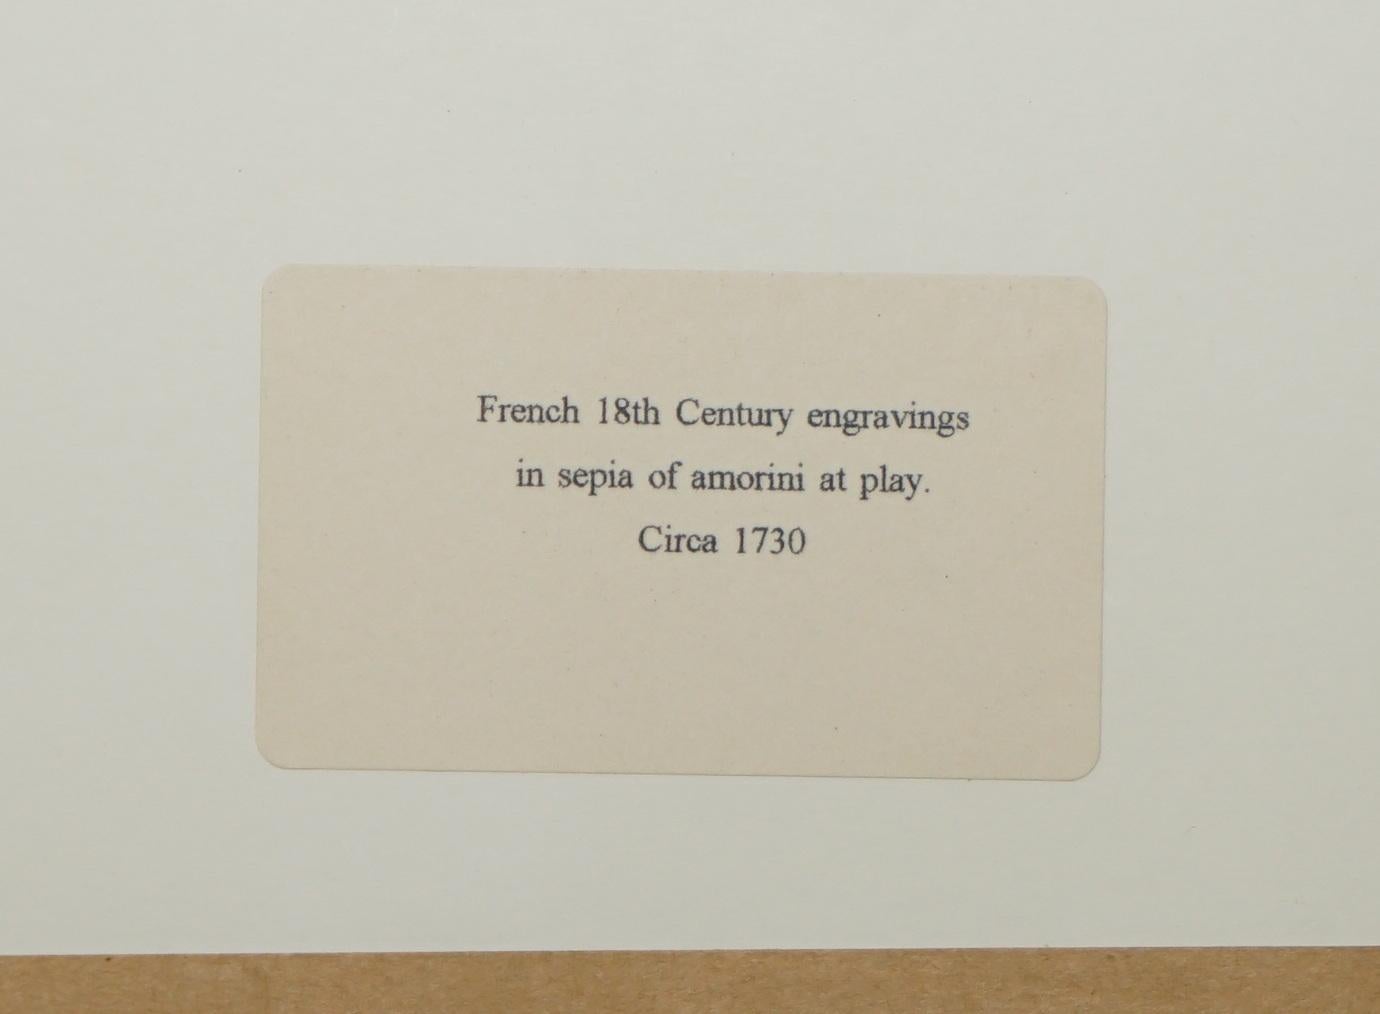 French 18th Century engravings
in sepia of amorini at play.
Circa 1730